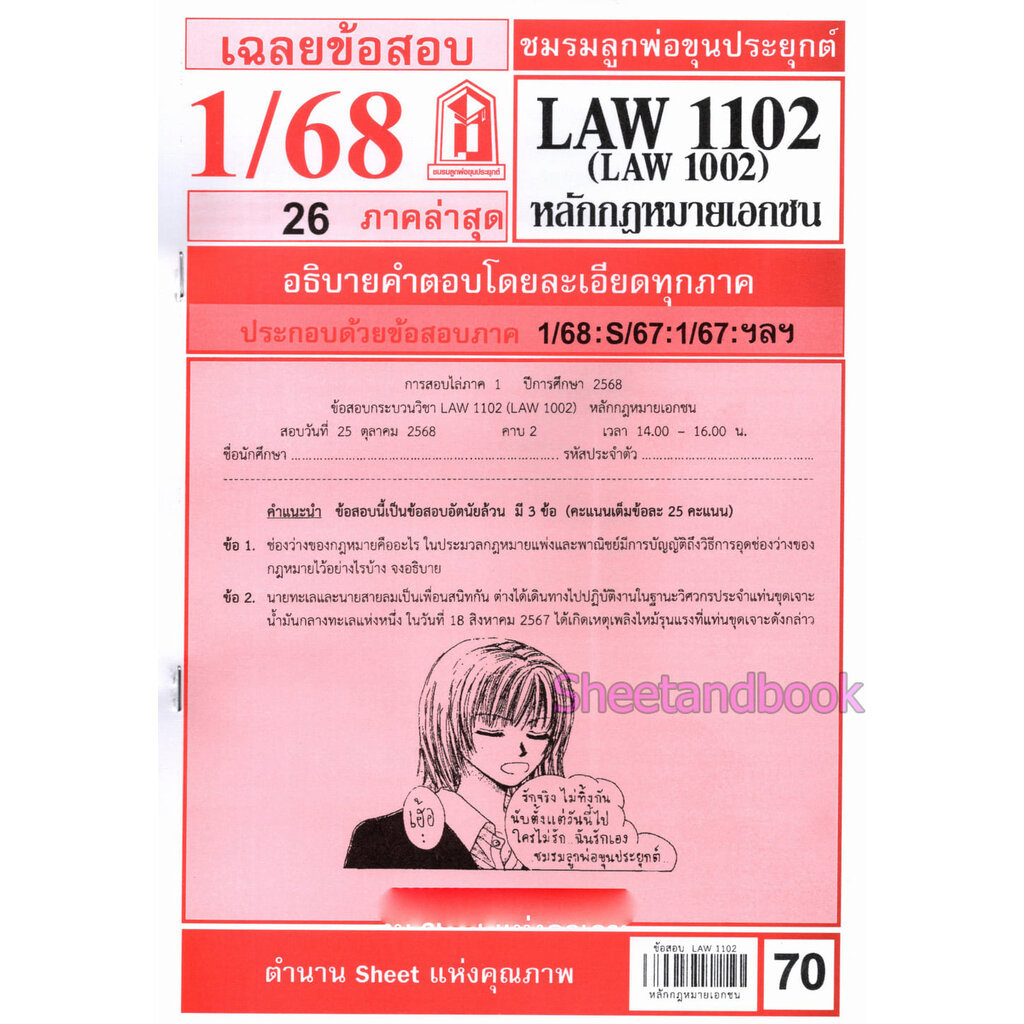 เฉลยข้อสอบ
ชมรมลูกพ่อขุนประยุกต์
1/68
ชมรมลูกพ่อขุนประยุกต์
26 ภาคล่าสุด
LAW 1102
(LAW 1002)
หลักกฎหมายเอกชน
อธิบายคำตอบโดยละเอียดทุกภาค
ประกอบด้วยข้อสอบภาค 1/68:S/67:1/67:ฯลฯ
การสอบไล่ภาค 1 ปีการศึกษา 2568
ข้อสอบกระบวนวิชา LAW 1102 (LAW 1002) หลักกฎหมายเอกชน
สอบวันที่ 25 ตุลาคม 2568 คาบ 2 เวลา 14.00 – 16.00 น.
ชื่อนักศึกษา ........................................ รหัสประจำตัว ........................................
คำแนะนำ ข้อสอบนี้เป็นข้อสอบอัตนัยล้วน มี 3 ข้อ (คะแนนเต็มข้อละ 25 คะแนน)
ข้อ 1. ช่องว่างของกฎหมายคืออะไร ในประมวลกฎหมายแพ่งและพาณิชย์มีการบัญญัติถึงวิธีการอุดช่องว่างของ
กฎหมายไว้อย่างไรบ้าง จงอธิบาย
ข้อ 2. นายทะเลและนายสายลมเป็นเพื่อนสนิทกัน ต่างได้เดินทางไปปฏิบัติงานในฐานะวิศวกรประจำแท่นขุดเจาะ
น้ำมันกลางทะเลแห่งหนึ่ง ในวันที่ 18 สิงหาคม 2567 ได้เกิดเหตุเพลิงไหม้รุนแรงที่แท่นขุดเจาะดังกล่าว
Sheetandbook
เฮ้อ
รักจริง ไม่ทิ้งกัน
นับตั้งแต่วันนี้ไป
ใครไม่รัก ฉันรักเอง
ชมรมลูกพ่อขุนประยุกต์
ตำนาน Sheet แห่งคุณภาพ
ข้อสอบ LAW 1102
หลักกฎหมายเอกชน
70